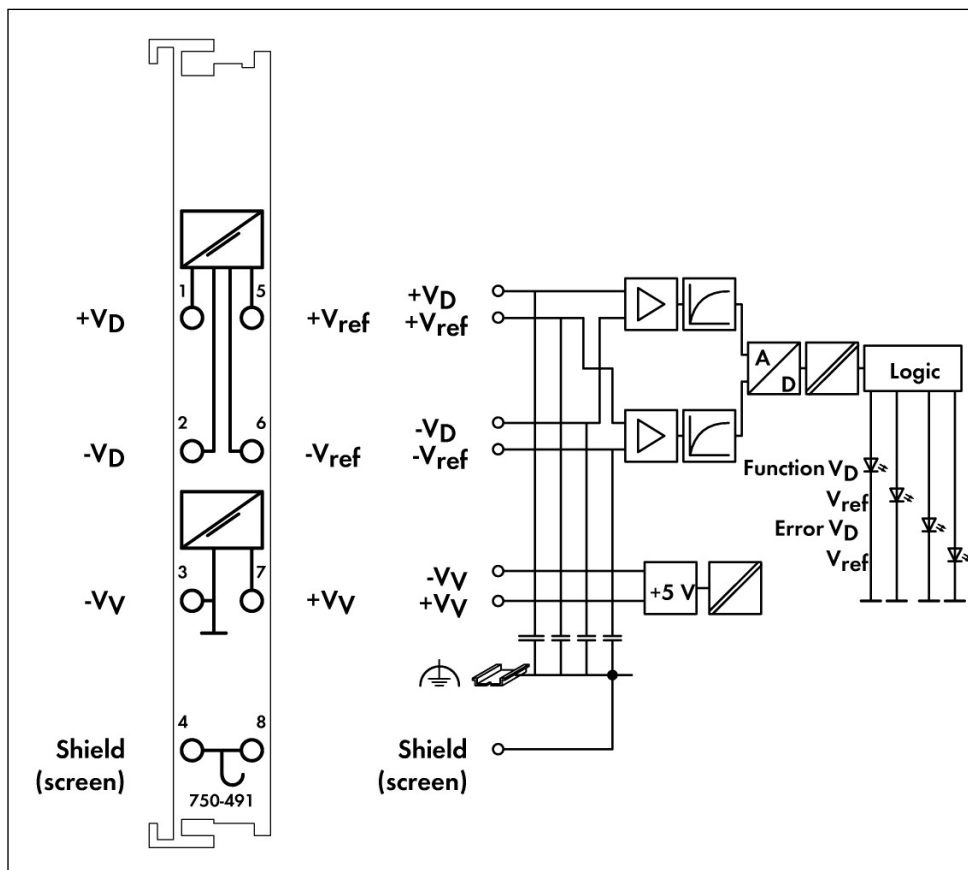 1 5
+VD +Vref
2 6
-VD -Vref
3 7
-VV +VV
4 8
Shield
(screen)
750-491
+VD
+Vref
-VD
-Vref
-VV
+VV
Shield
(screen)
+5 V
A
D
Logic
Function VD
Vref
Error VD
Vref